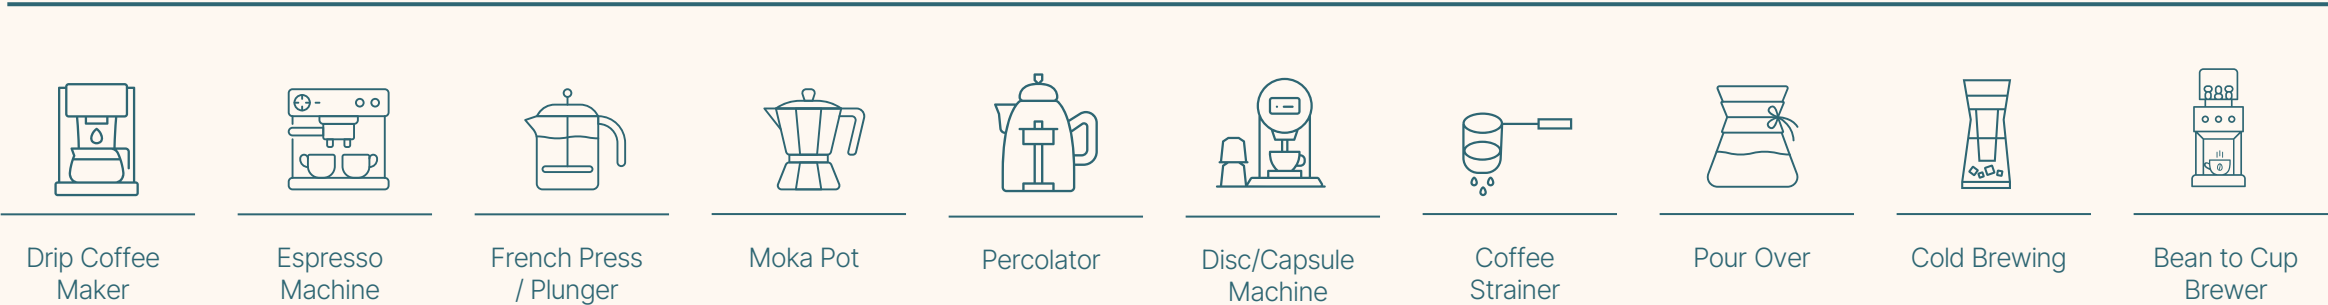 Drip Coffee
Maker
Espresso
Machine
French Press
/ Plunger
Moka Pot
Percolator
Disc/Capsule
Machine
Coffee
Strainer
Pour Over
Cold Brewing
Bean to Cup
Brewer